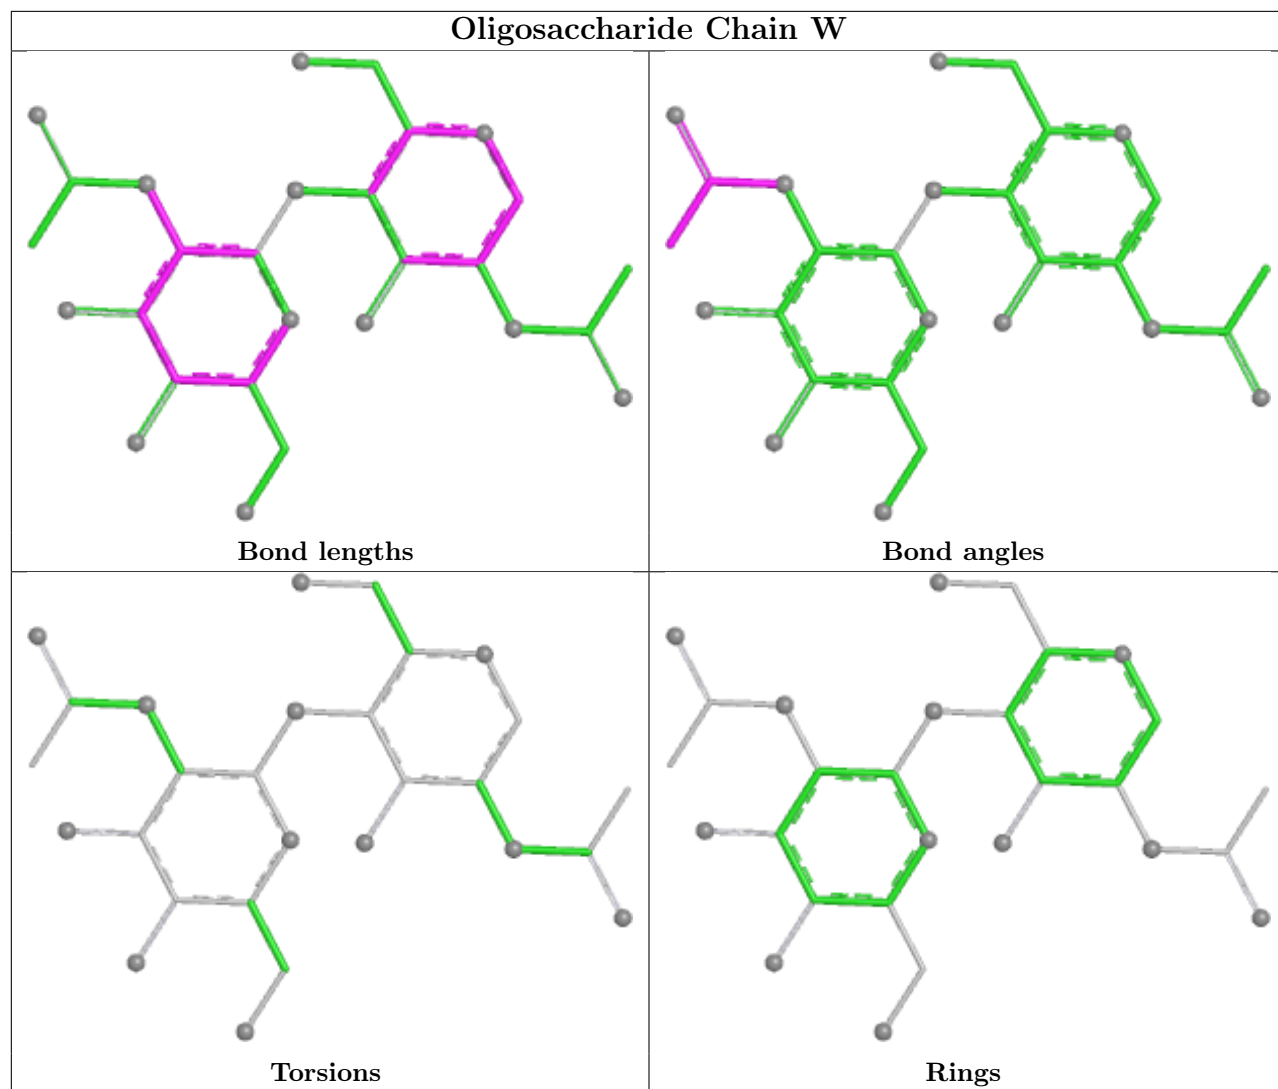 Oligosaccharide Chain W
Bond lengths
Bond angles
Torsions
Rings